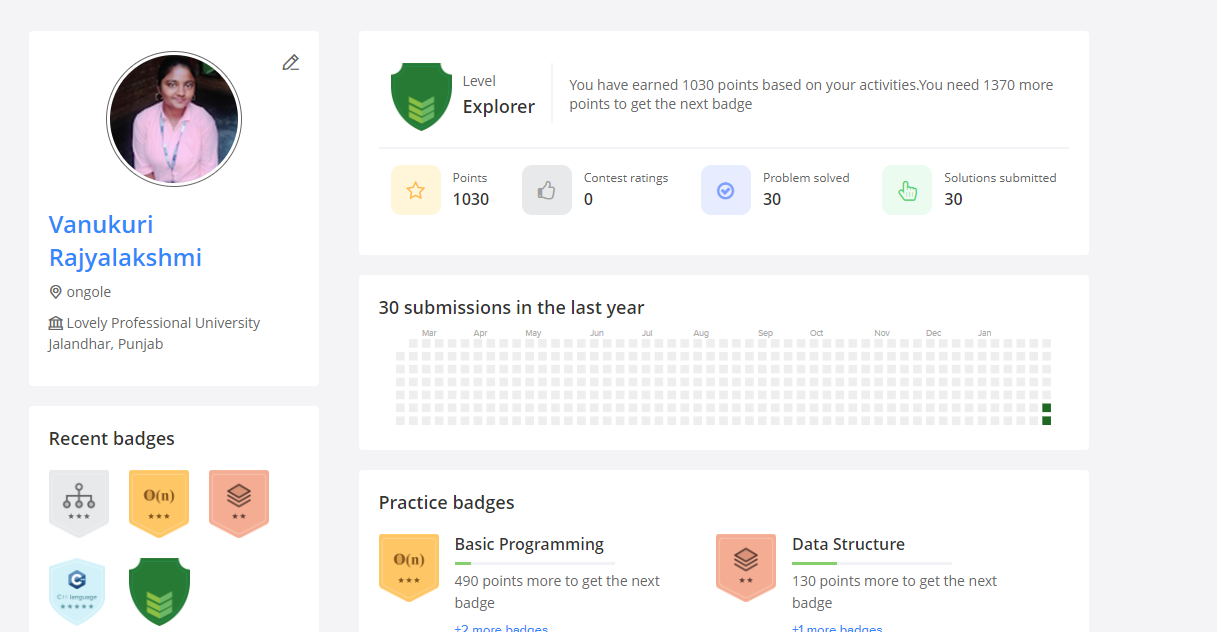 Vanukuri
Rajyalakshmi
ongole
Lovely Professional University
Jalandhar, Punjab
Recent badges
O(n)
C++ language
Level
Explorer
You have earned 1030 points based on your activities.You need 1370 more
points to get the next badge
Points
1030
Contest ratings
0
Problem solved
30
Solutions submitted
30
30 submissions in the last year
Mar Apr May Jun Jul Aug Sep Oct Nov Dec Jan
Practice badges
O(n)
Basic Programming
490 points more to get the next
badge
+2 more badges
Data Structure
130 points more to get the next
badge
+1 more badges